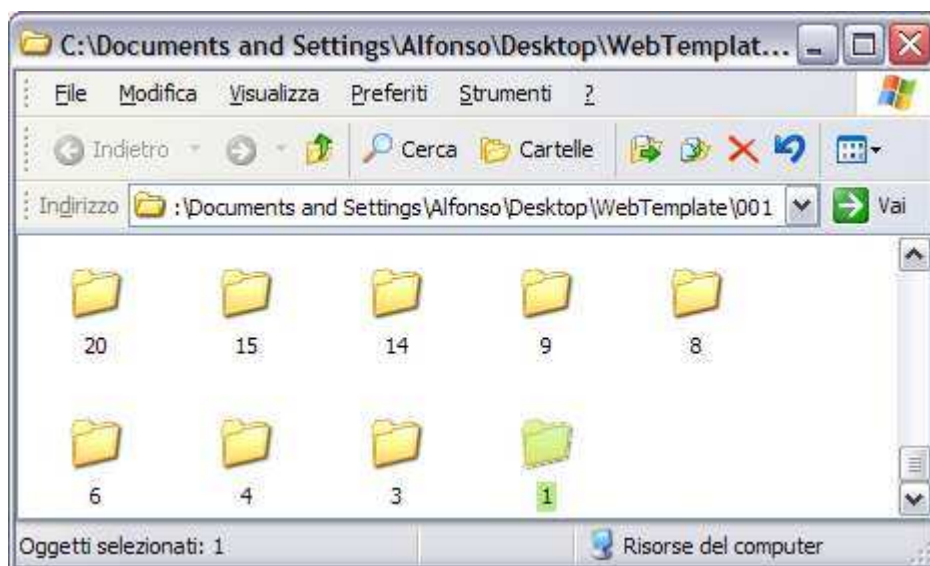 C:\Documents and Settings\Alfonso\Desktop\WebTemplat...
File Modifica Visualizza Preferiti Strumenti ?
Indietro Cerca Cartelle
Indirizzo :\Documents and Settings\Alfonso\Desktop\WebTemplate\001 Vai
20 15 14 9 8
6 4 3 1
Oggetti selezionati: 1 Risorse del computer